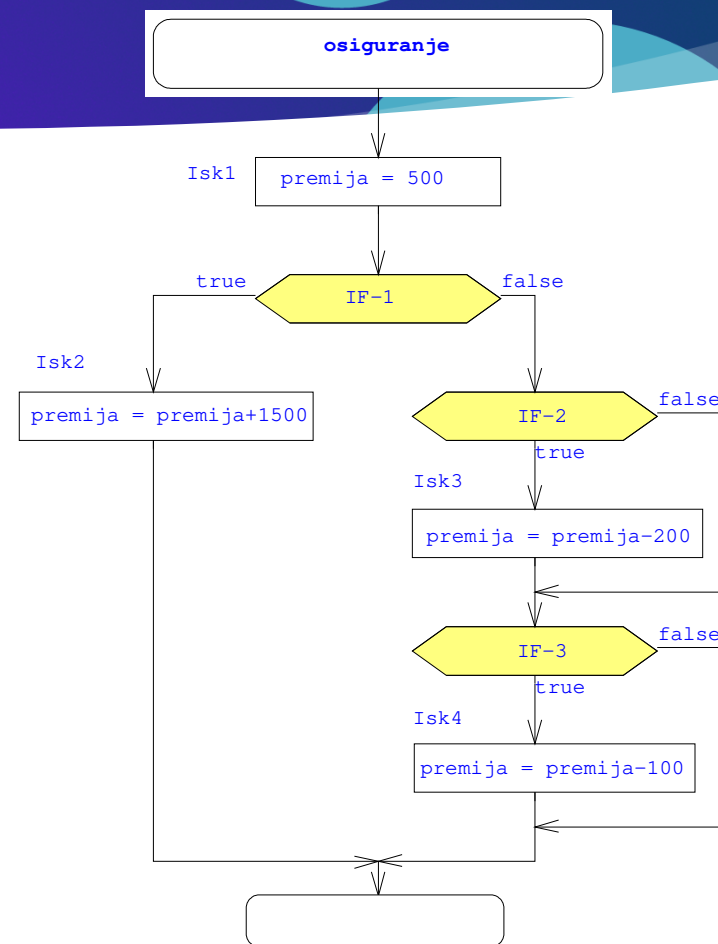 osiguranje
Isk1
premija = 500
true
IF-1
false
Isk2
premija = premija+1500
IF-2
false
true
Isk3
premija = premija-200
IF-3
false
true
Isk4
premija = premija-100